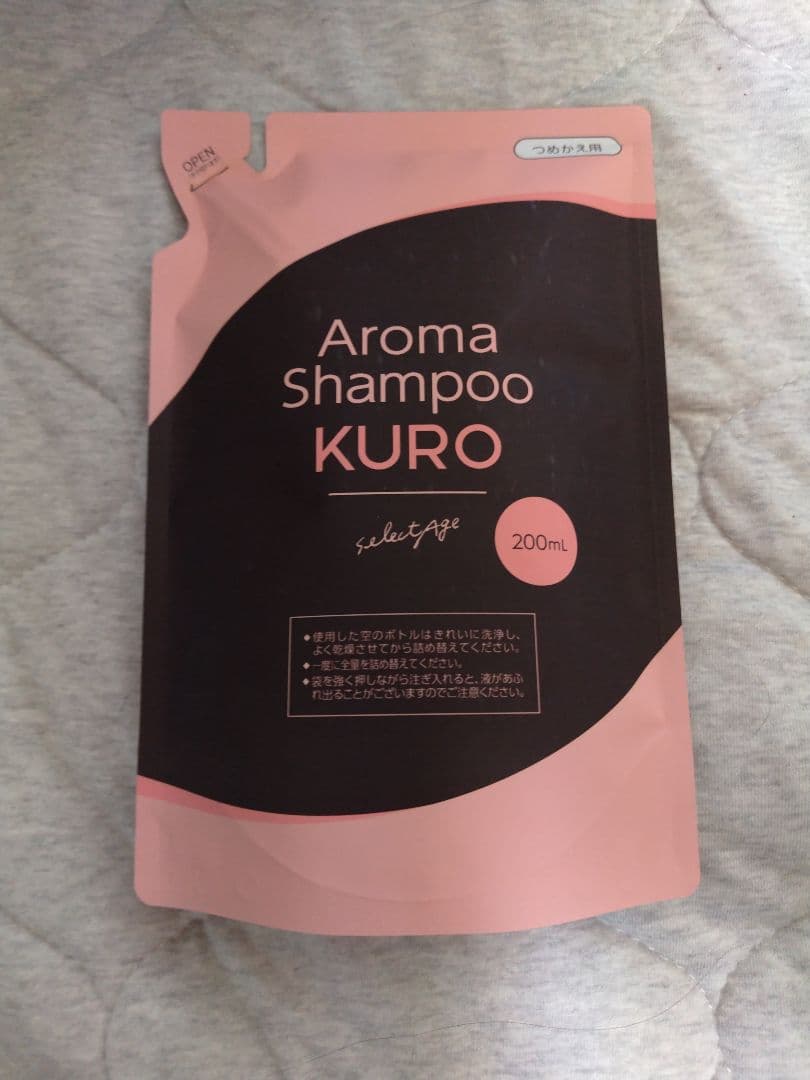 OPEN
つめかえ用
Aroma
Shampoo
KURO
Select Age
200mL
◆使用した空のボトルはきれいに洗浄し、
よく乾燥させてから詰め替えてください。
◆一度に全量を詰め替えてください。
◆袋を強く押しながら注ぎ入れると、液があふ
れ出ることがございますのでご注意ください。